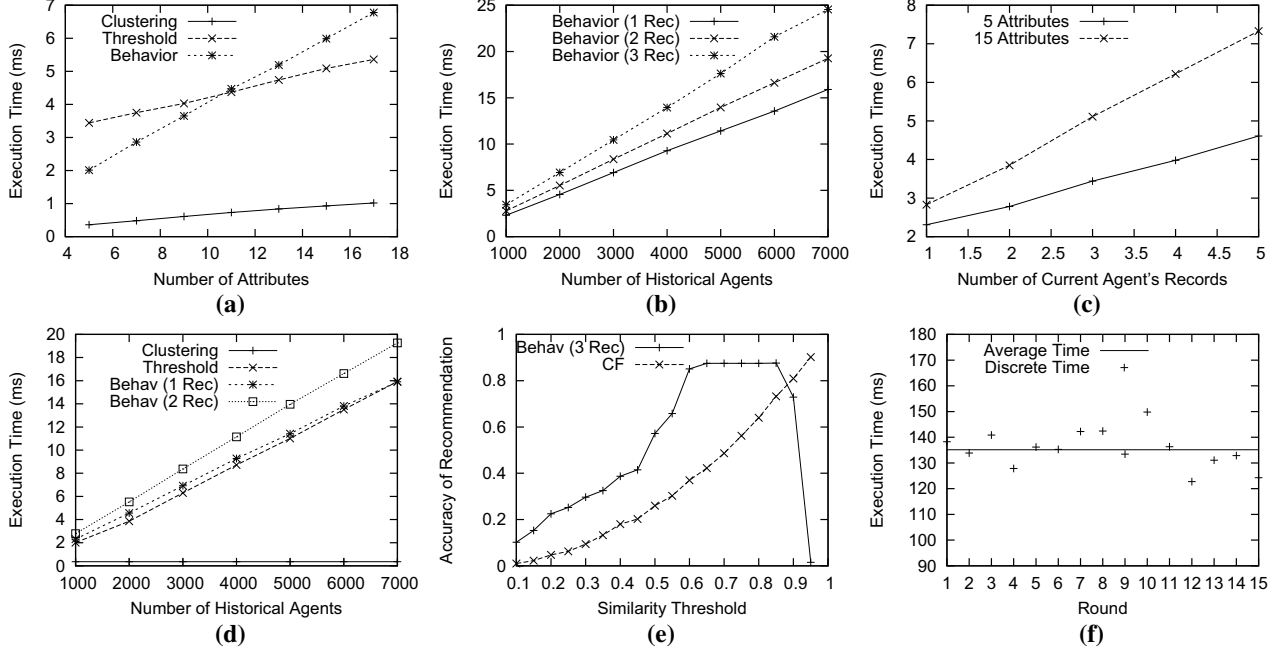 7
6
5
4
3
2
1
0
Execution Time (ms)
Clustering
Threshold
Behavior
4 6 8 10 12 14 16 18
Number of Attributes
(a)
25
20
15
10
5
0
Execution Time (ms)
Behavior (1 Rec)
Behavior (2 Rec)
Behavior (3 Rec)
1000 2000 3000 4000 5000 6000 7000
Number of Historical Agents
(b)
8
7
6
5
4
3
2
Execution Time (ms)
5 Attributes
15 Attributes
1 1.5 2 2.5 3 3.5 4 4.5 5
Number of Current Agent's Records
(c)
20
18
16
14
12
10
8
6
4
2
0
Execution Time (ms)
Clustering
Threshold
Behav (1 Rec)
Behav (2 Rec)
1000 2000 3000 4000 5000 6000 7000
Number of Historical Agents
(d)
1
0.8
0.6
0.4
0.2
0
Accuracy of Recommendation
Behav (3 Rec)
CF
0.1 0.2 0.3 0.4 0.5 0.6 0.7 0.8 0.9 1
Similarity Threshold
(e)
180
170
160
150
140
130
120
110
100
90
Execution Time (ms)
Average Time
Discrete Time
1 2 3 4 5 6 7 8 9 10 11 12 13 14 15
Round
(f)